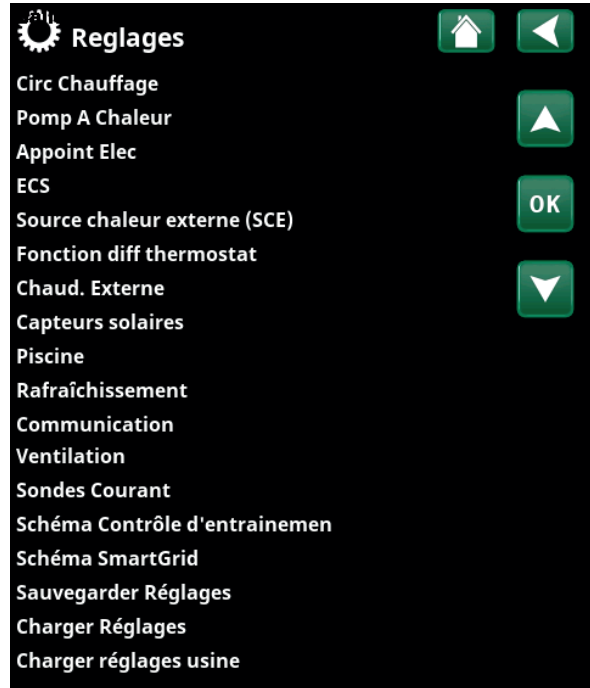 Reglages
Circ Chauffage
Pomp A Chaleur
Appoint Elec
ECS
OK
Source chaleur externe (SCE)
Fonction diff thermostat
Chaud. Externe
Capteurs solaires
Piscine
Rafraîchissement
Communication
Ventilation
Sondes Courant
Schéma Contrôle d'entrainemen
Schéma SmartGrid
Sauvegarder Réglages
Charger Réglages
Charger réglages usine